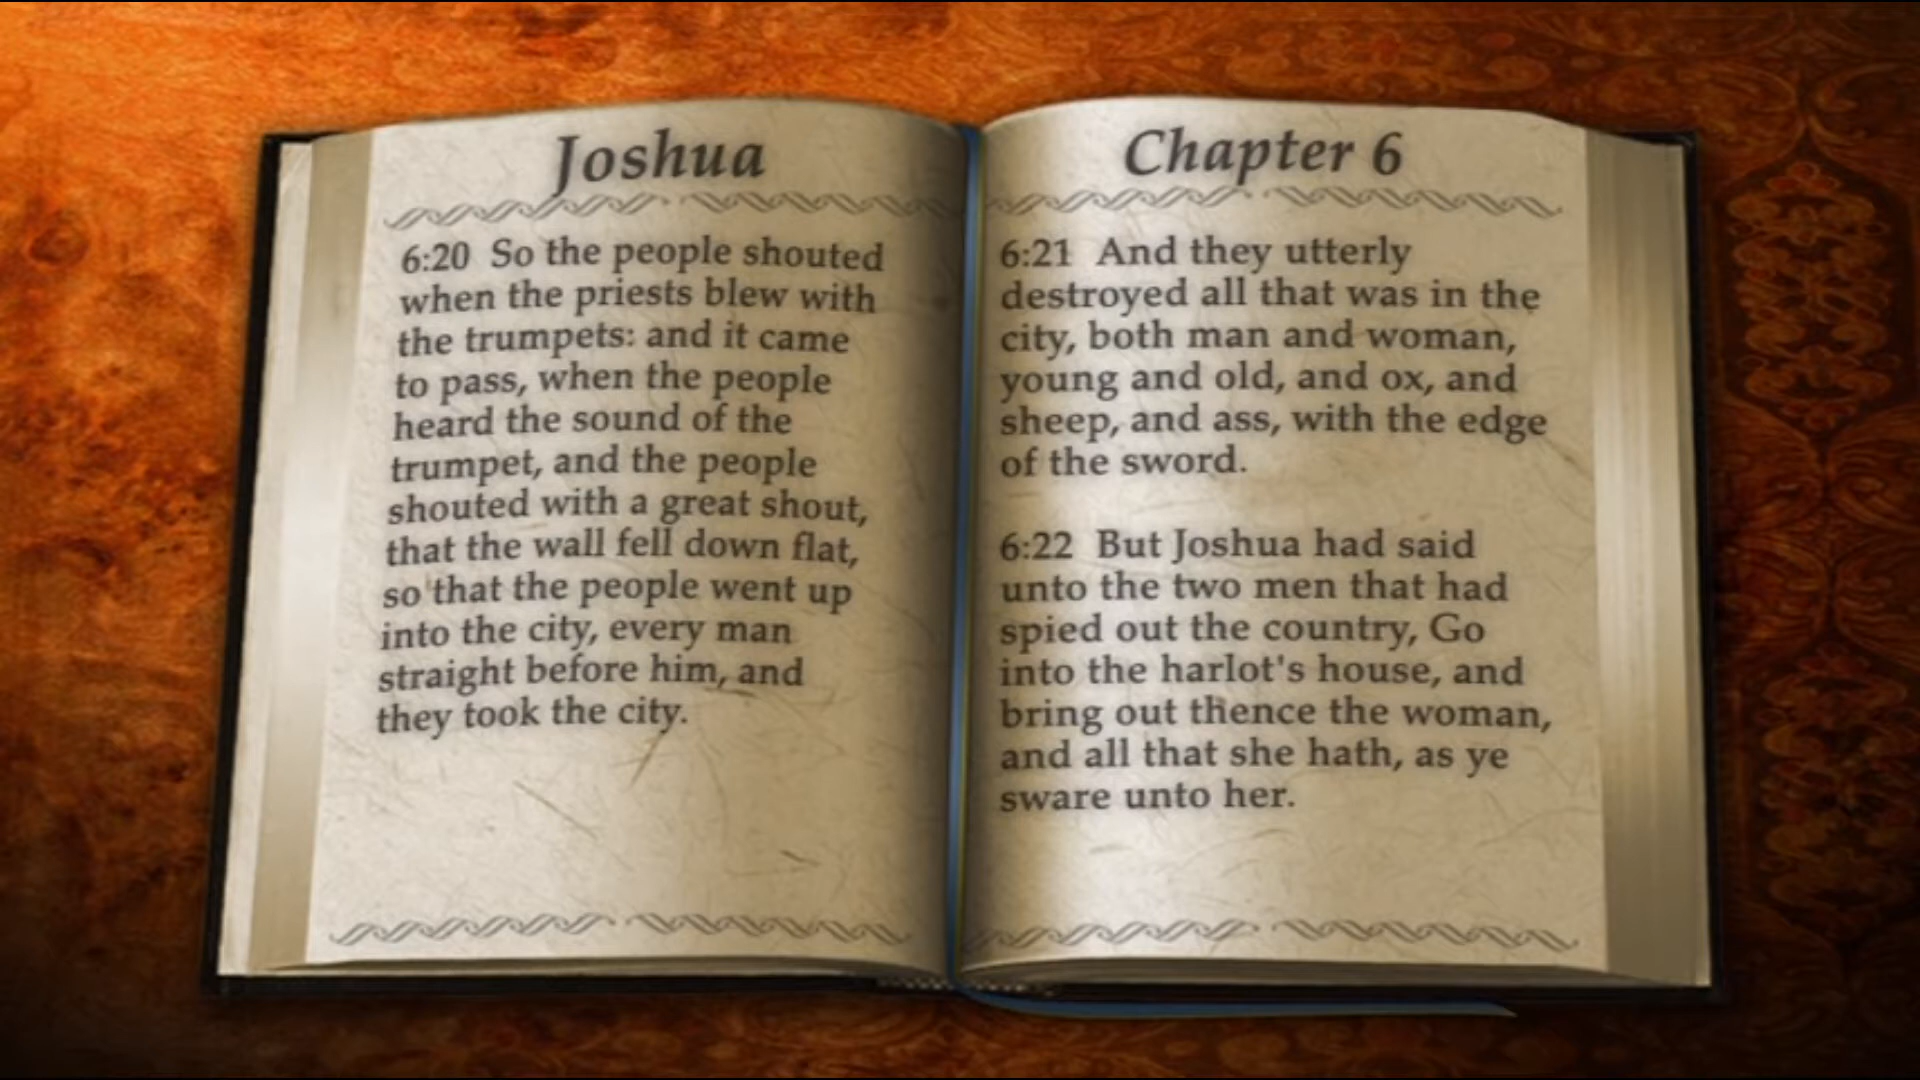 Joshua
6:20 So the people shouted
when the priests blew with
the trumpets: and it came
to pass, when the people
heard the sound of the
trumpet, and the people
shouted with a great shout,
that the wall fell down flat,
so that the people went up
into the city, every man
straight before him, and
they took the city.
Chapter 6
6:21 And they utterly
destroyed all that was in the
city, both man and woman,
young and old, and ox, and
sheep, and ass, with the edge
of the sword.
6:22 But Joshua had said
unto the two men that had
spied out the country, Go
into the harlot's house, and
bring out thence the woman,
and all that she hath, as ye
sware unto her.